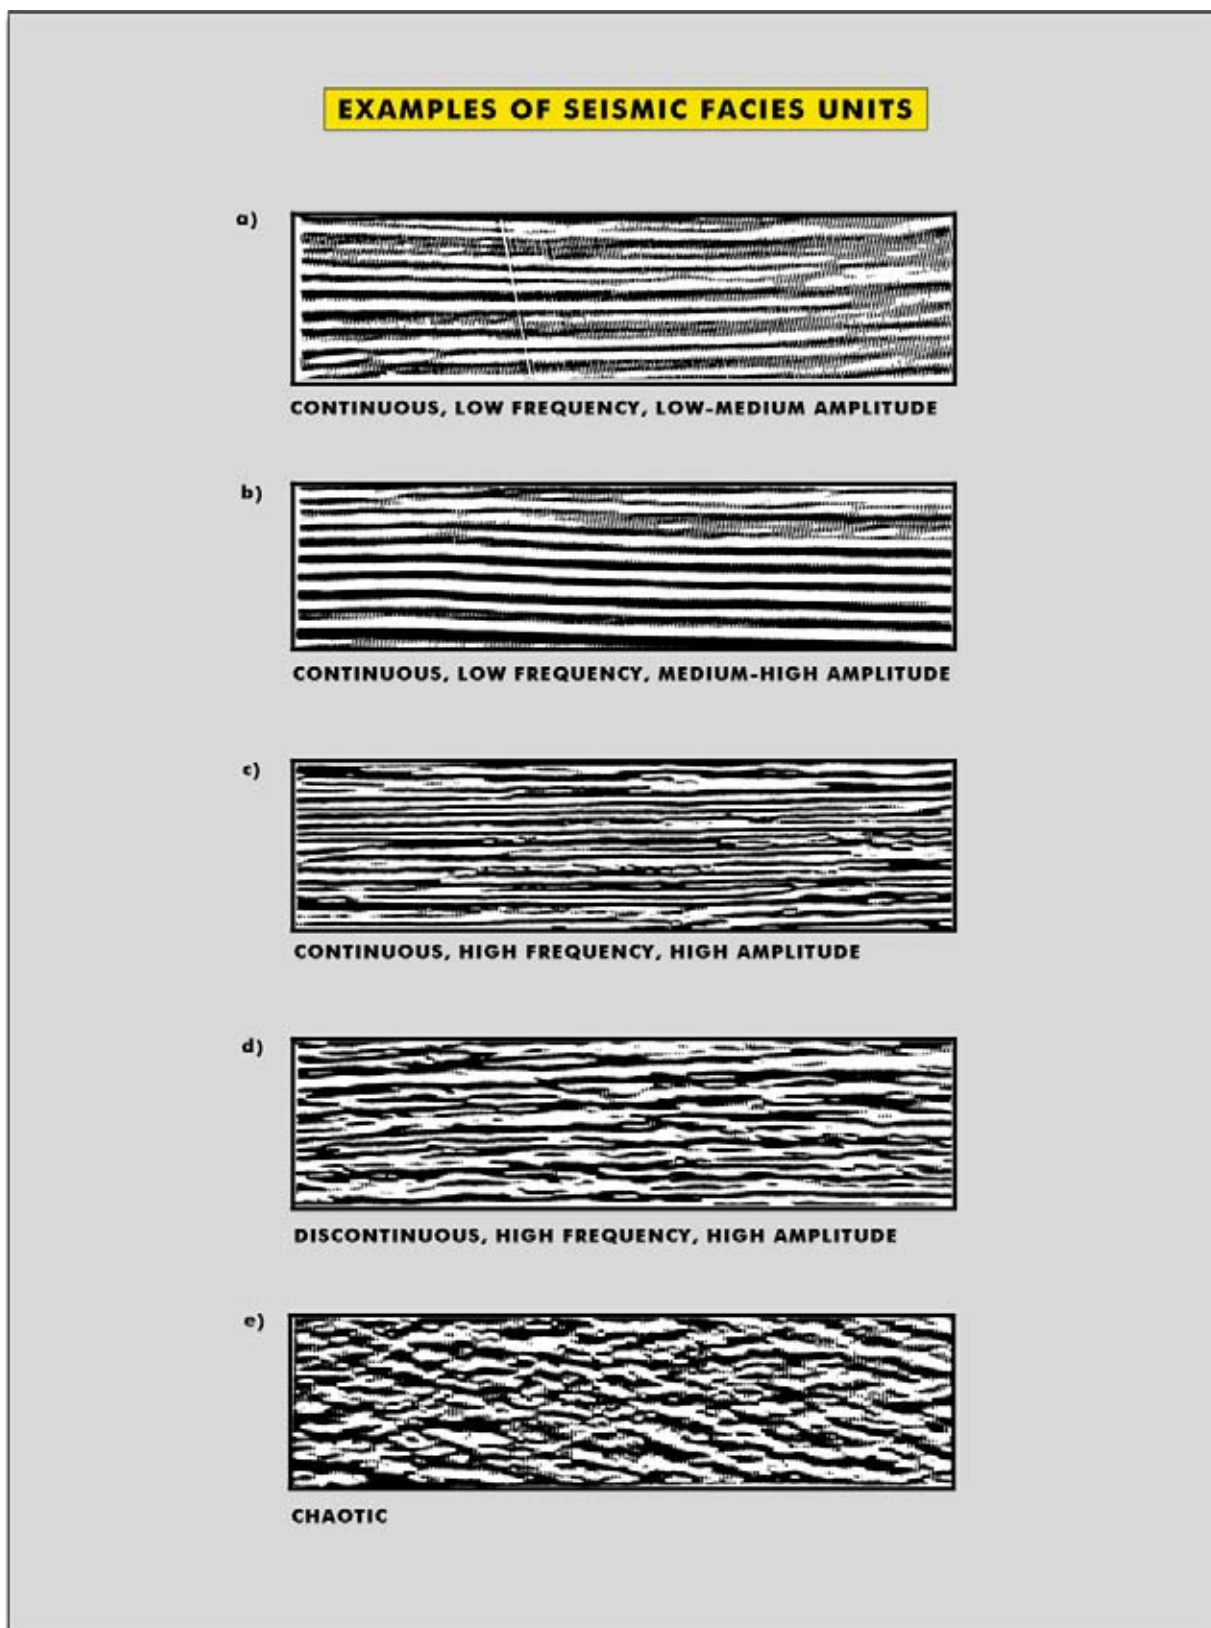 EXAMPLES OF SEISMIC FACIES UNITS
a)
CONTINUOUS, LOW FREQUENCY, LOW-MEDIUM AMPLITUDE
b)
CONTINUOUS, LOW FREQUENCY, MEDIUM-HIGH AMPLITUDE
c)
CONTINUOUS, HIGH FREQUENCY, HIGH AMPLITUDE
d)
DISCONTINUOUS, HIGH FREQUENCY, HIGH AMPLITUDE
e)
CHAOTIC